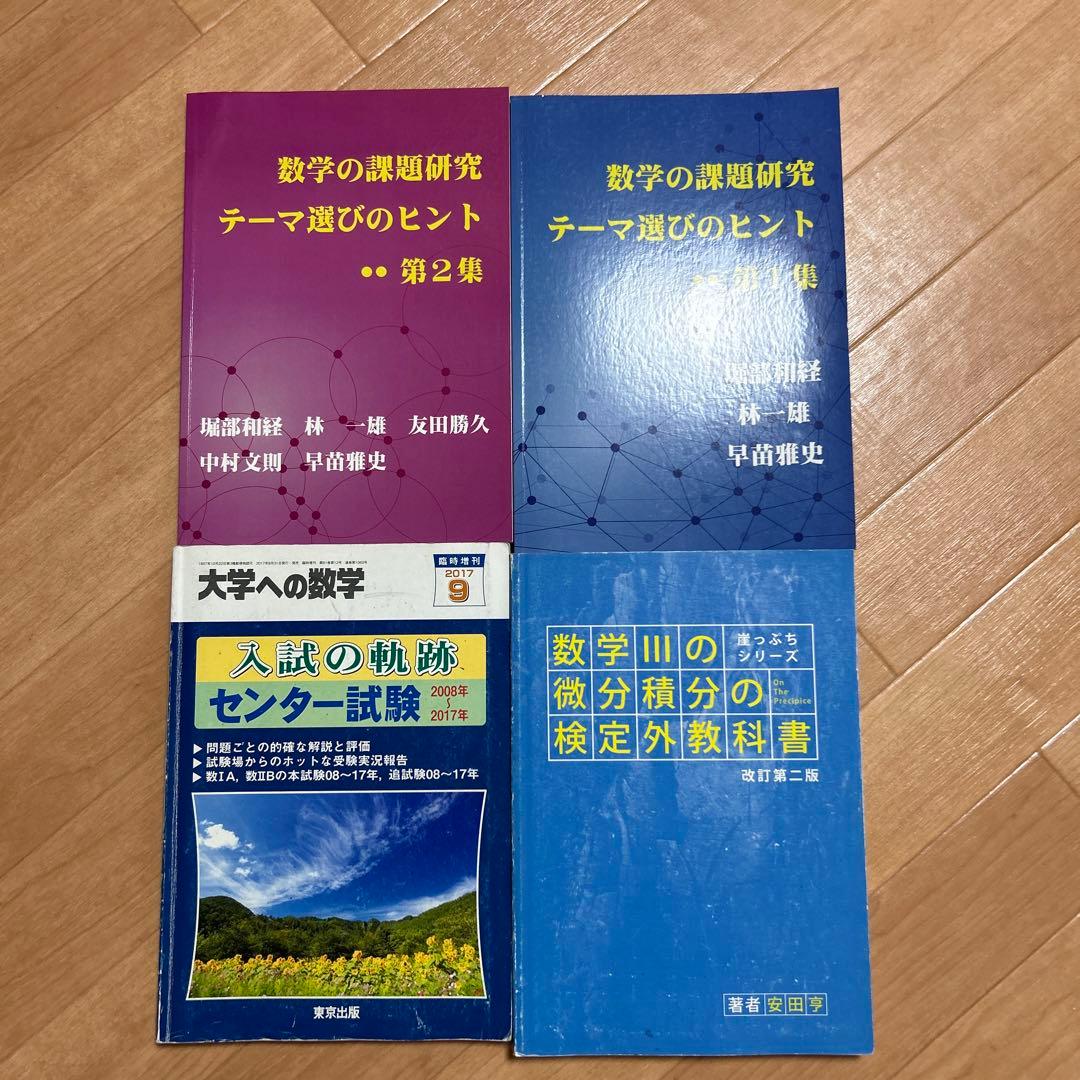 数学の課題研究
テーマ選びのヒント
●● 第2集
堀部和経 林 一雄 友田勝久
中村文則 早苗雅史
数学の課題研究
テーマ選びのヒント
●● 第1集
堀部和経
林一雄
早苗雅史
臨時増刊
2017
9
大学への数学
入試の軌跡
センター試験
2008年
〜
2017年
▶問題ごとの的確な解説と評価
▶試験場からのホットな受験実況報告
▶数ⅠA, 数ⅡBの本試験08〜17年, 追試験08〜17年
東京出版
数学Ⅲの
微分積分の
検定外教科書
崖っぷち
シリーズ
On
The
Precipice
改訂第二版
著者 安田亨